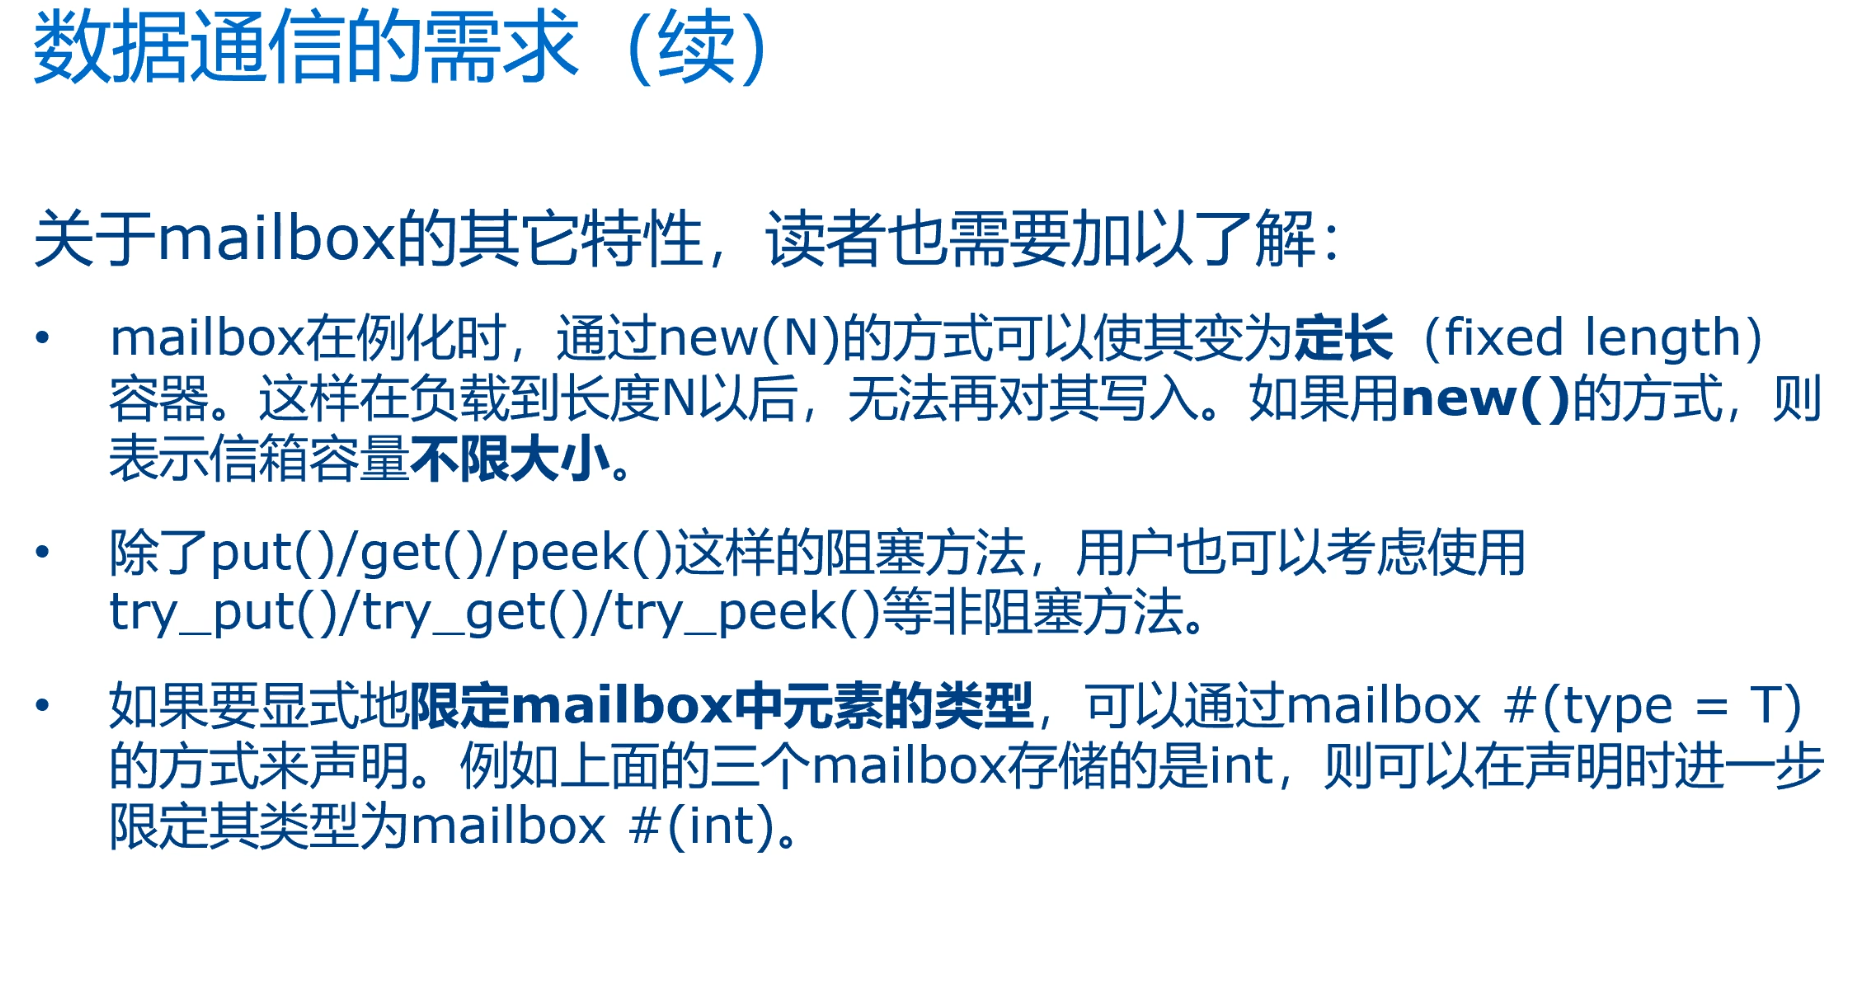 数据通信的需求（续）
关于mailbox的其它特性，读者也需要加以了解：
• mailbox在例化时，通过new(N)的方式可以使其变为定长（fixed length）
容器。这样在负载到长度N以后，无法再对其写入。如果用new()的方式，则
表示信箱容量不限大小。
• 除了put()/get()/peek()这样的阻塞方法，用户也可以考虑使用
try_put()/try_get()/try_peek()等非阻塞方法。
• 如果要显式地限定mailbox中元素的类型，可以通过mailbox #(type = T)
的方式来声明。例如上面的三个mailbox存储的是int，则可以在声明时进一步
限定其类型为mailbox #(int)。